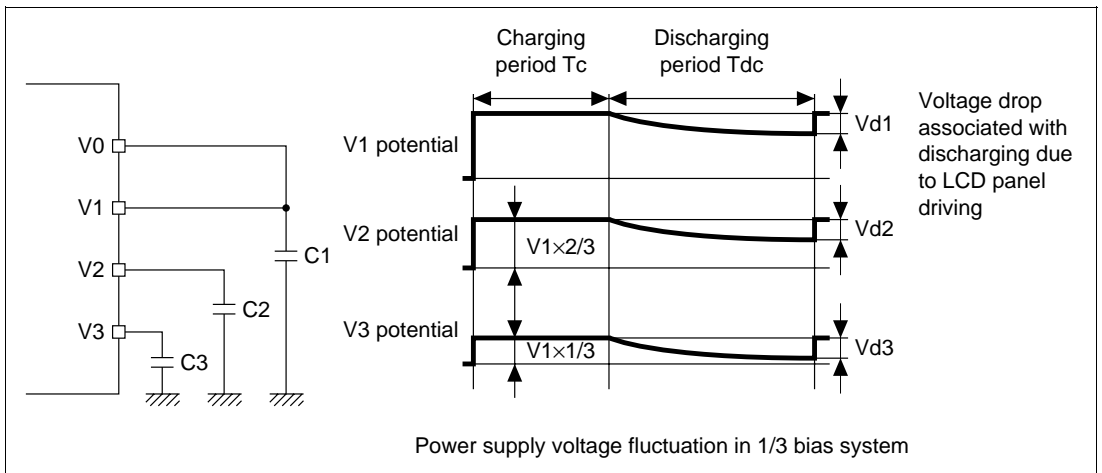 Charging
period Tc
Discharging
period Tdc
V0
V1
V2
V3
C1
C2
C3
V1 potential
Vd1
Voltage drop
associated with
discharging due
to LCD panel
driving
V2 potential
V1×2/3
Vd2
V3 potential
V1×1/3
Vd3
Power supply voltage fluctuation in 1/3 bias system